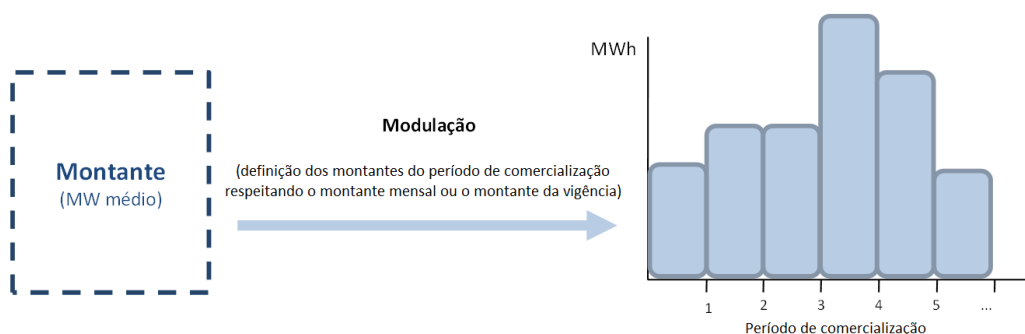 MWh
Modulação
Montante
(MW médio)
(definição dos montantes do período de comercialização
respeitando o montante mensal ou o montante da vigência)
1 2 3 4 5 ...
Período de comercialização